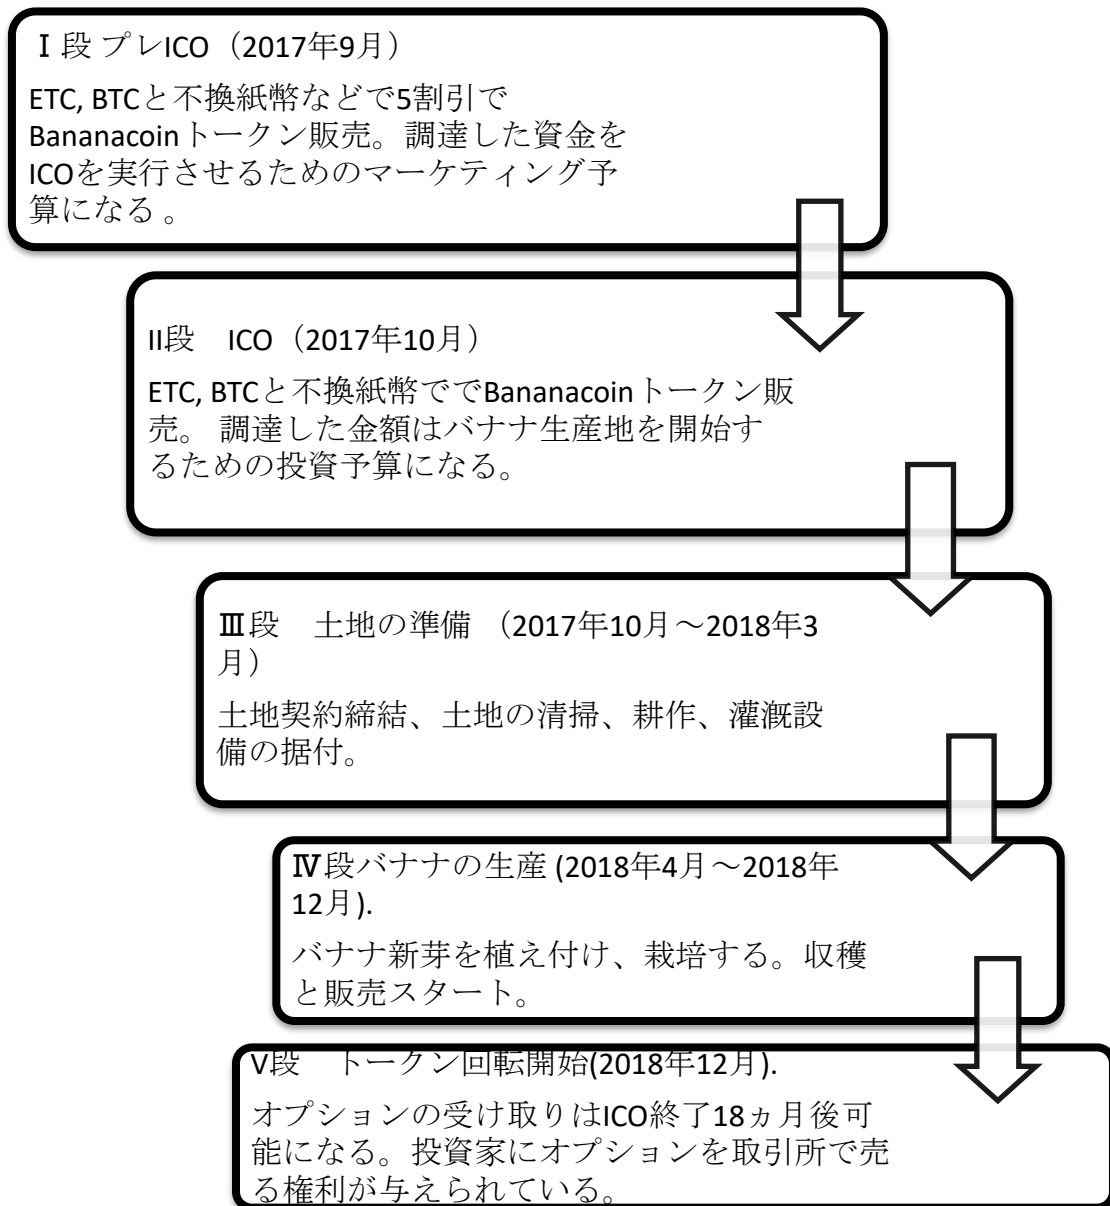 Ⅰ段 プレICO（2017年9月）
ETC, BTCと不換紙幣などで5割引で
Bananacoinトークン販売。調達した資金を
ICOを実行させるためのマーケティング予
算になる 。
II段　ICO（2017年10月）
ETC, BTCと不換紙幣ででBananacoinトークン販
売。 調達した金額はバナナ生産地を開始す
るための投資予算になる。
Ⅲ段　土地の準備 （2017年10月～2018年3
月）
土地契約締結、土地の清掃、耕作、灌漑設
備の据付。
Ⅳ段バナナの生産 (2018年4月～2018年
12月).
バナナ新芽を植え付け、栽培する。収穫
と販売スタート。
V段　トークン回転開始(2018年12月).
オプションの受け取りはICO終了18ヵ月後可
能になる。投資家にオプションを取引所で売
る権利が与えられている。